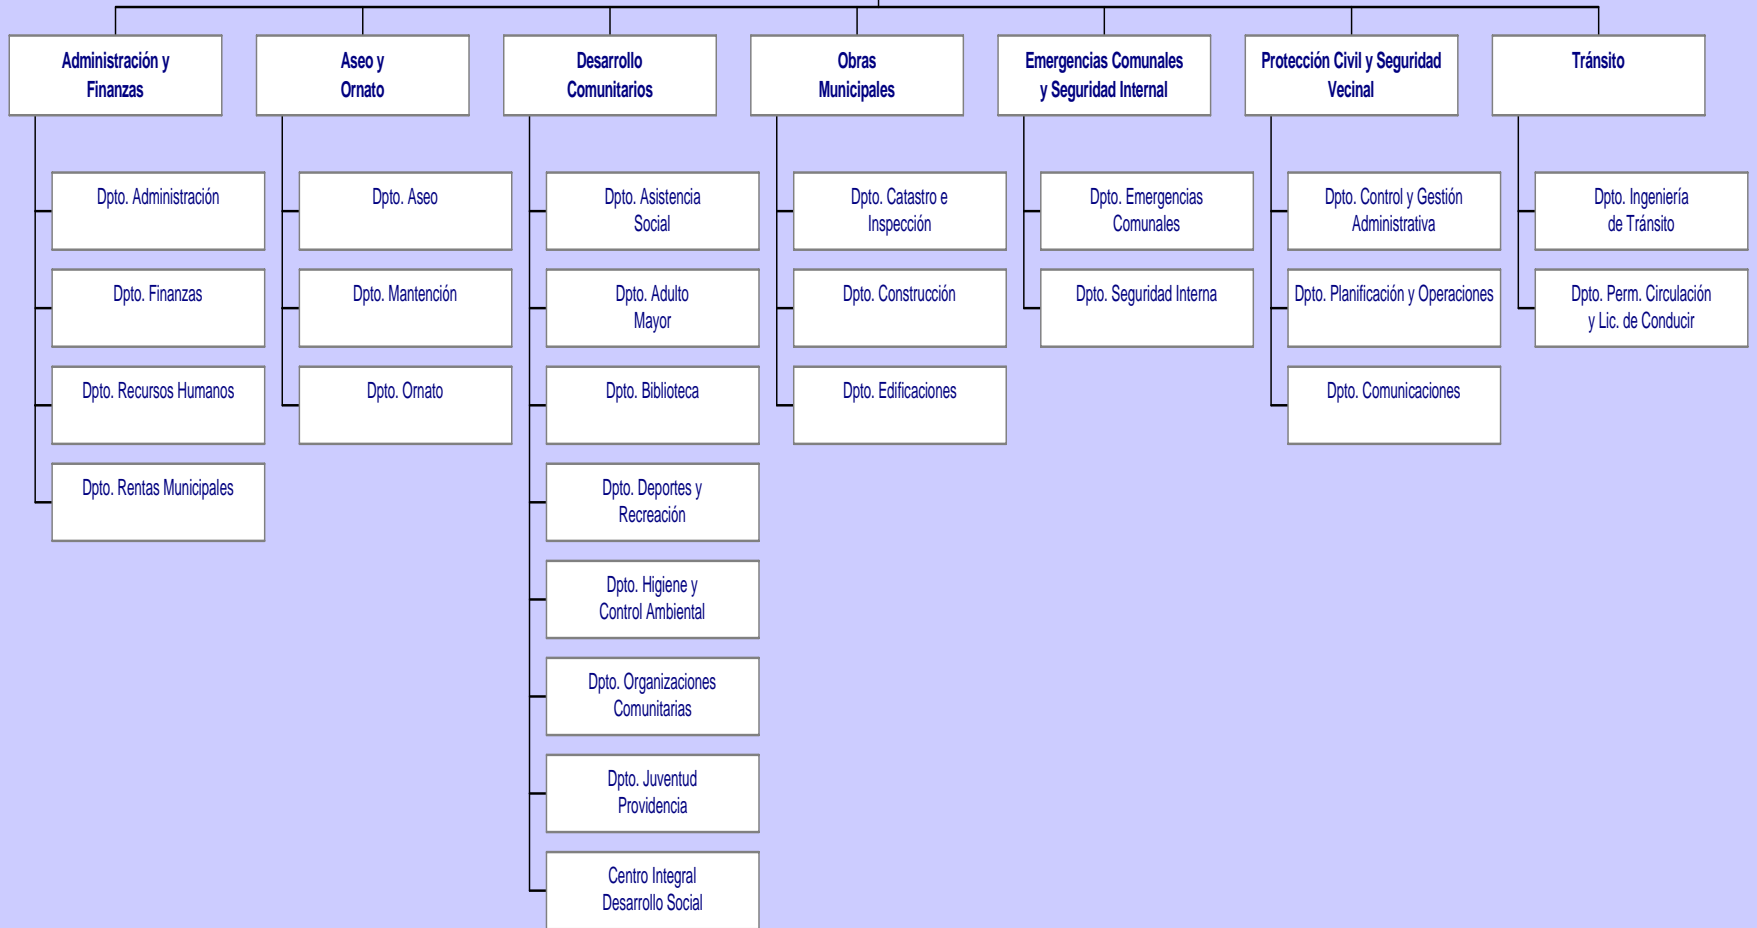 Administración y
Finanzas
Aseo y
Ornato
Desarrollo
Comunitarios
Obras
Municipales
Emergencias Comunales
y Seguridad Internal
Protección Civil y Seguridad
Vecinal
Tránsito
Dpto. Administración
Dpto. Finanzas
Dpto. Recursos Humanos
Dpto. Rentas Municipales
Dpto. Aseo
Dpto. Mantención
Dpto. Ornato
Dpto. Asistencia
Social
Dpto. Adulto
Mayor
Dpto. Biblioteca
Dpto. Deportes y
Recreación
Dpto. Higiene y
Control Ambiental
Dpto. Organizaciones
Comunitarias
Dpto. Juventud
Providencia
Centro Integral
Desarrollo Social
Dpto. Catastro e
Inspección
Dpto. Construcción
Dpto. Edificaciones
Dpto. Emergencias
Comunales
Dpto. Seguridad Interna
Dpto. Control y Gestión
Administrativa
Dpto. Planificación y Operaciones
Dpto. Comunicaciones
Dpto. Ingeniería
de Tránsito
Dpto. Perm. Circulación
y Lic. de Conducir